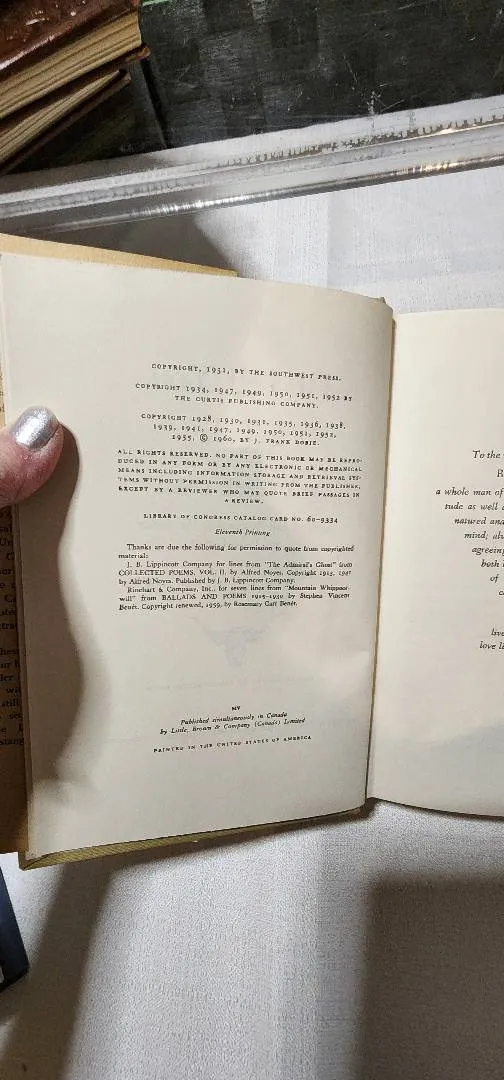 COPYRIGHT, 1931, BY THE SOUTHWEST PRESS.
COPYRIGHT 1934, 1947, 1949, 1950, 1951, 1952 BY
THE CURTIS PUBLISHING COMPANY.
COPYRIGHT 1928, 1930, 1931, 1935, 1936, 1938,
1939, 1941, 1947, 1949, 1950, 1951, 1952,
1955, © 1960, BY J. FRANK DOBIE.
ALL RIGHTS RESERVED. NO PART OF THIS BOOK MAY BE REPRO-
DUCED IN ANY FORM OR BY ANY ELECTRONIC OR MECHANICAL
MEANS INCLUDING INFORMATION STORAGE AND RETRIEVAL SYS-
TEMS WITHOUT PERMISSION IN WRITING FROM THE PUBLISHER,
EXCEPT BY A REVIEWER WHO MAY QUOTE BRIEF PASSAGES IN
A REVIEW.
LIBRARY OF CONGRESS CATALOG CARD NO. 60-9334
Eleventh Printing
Thanks are due the following for permission to quote from copyrighted
material:
J. B. Lippincott Company for lines from "The Admiral's Ghost" from
COLLECTED POEMS, VOL. II, by Alfred Noyes, Copyright 1913, 1941
by Alfred Noyes. Published by J. B. Lippincott Company.
Rinehart & Company, Inc., for seven lines from "Mountain Whippoor-
will" from BALLADS AND POEMS 1915-1930 by Stephen Vincent
Benét. Copyright renewed, 1959, by Rosemary Carr Benét.
MV
Published simultaneously in Canada
by Little, Brown & Company (Canada) Limited
PRINTED IN THE UNITED STATES OF AMERICA
To the
R
a whole man of
tude as well a
natured and
mind; alw
agreeing
both
of
c
live
love li